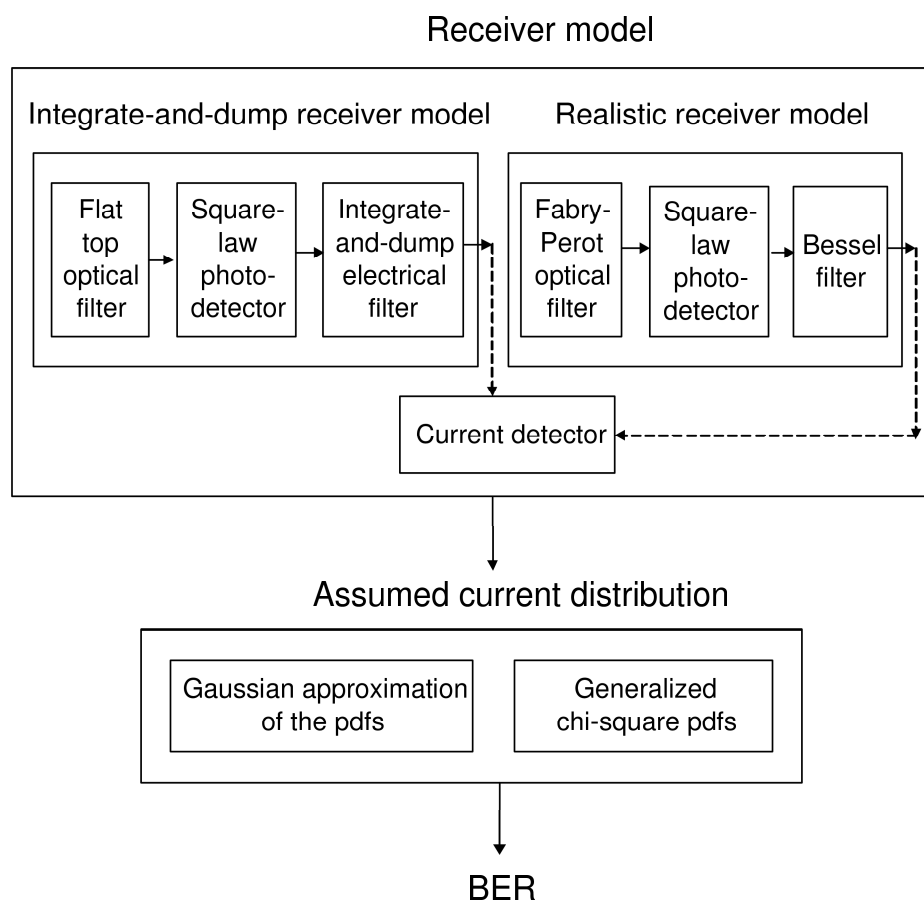 Receiver model
Integrate-and-dump receiver model
Realistic receiver model
Flat
top
optical
filter
Square-
law
photo-
detector
Integrate-
and-dump
electrical
filter
Fabry-
Perot
optical
filter
Square-
law
photo-
detector
Bessel
filter
Current detector
Assumed current distribution
Gaussian approximation
of the pdfs
Generalized
chi-square pdfs
BER